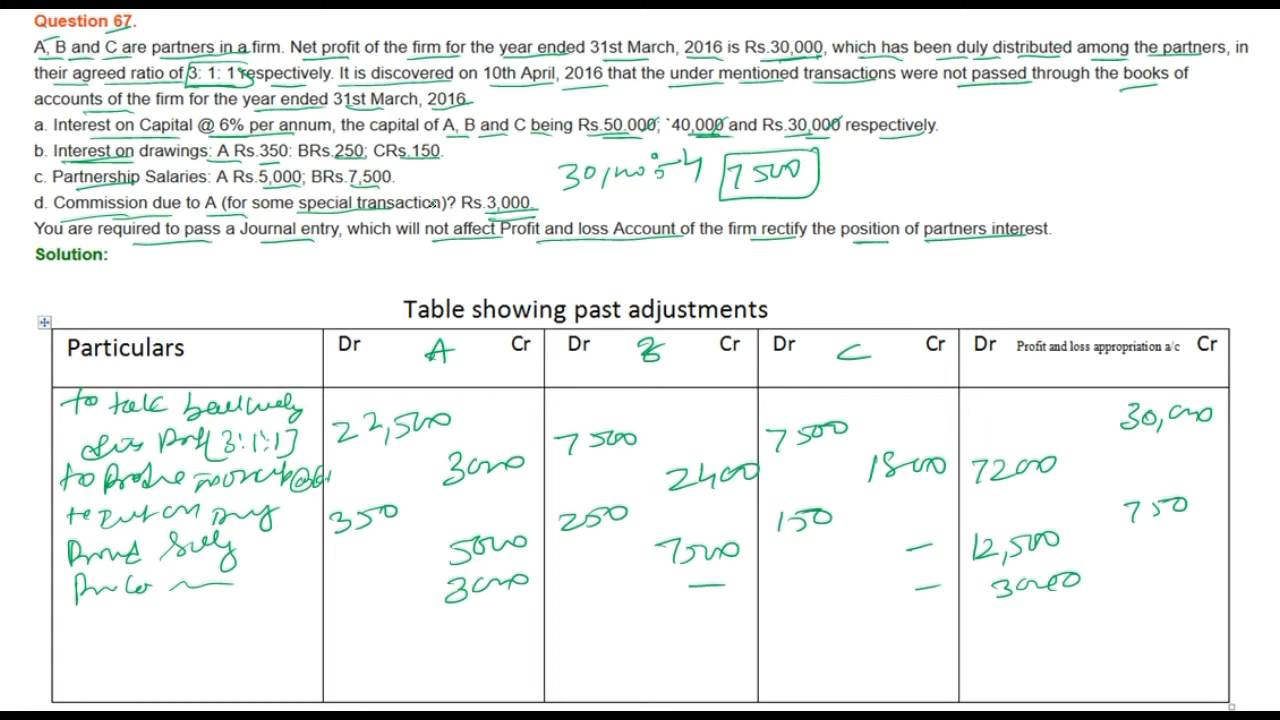 Question 67.
A, B and C are partners in a firm. Net profit of the firm for the year ended 31st March, 2016 is Rs.30,000, which has been duly distributed among the partners, in
their agreed ratio of 3: 1: 1 respectively. It is discovered on 10th April, 2016 that the under mentioned transactions were not passed through the books of
accounts of the firm for the year ended 31st March, 2016.
a. Interest on Capital @ 6% per annum, the capital of A, B and C being Rs.50,000; `40,000 and Rs.30,000 respectively.
b. Interest on drawings: A Rs.350: BRs.250; CRs.150.
c. Partnership Salaries: A Rs.5,000; BRs.7,500.
7500
d. Commission due to A (for some special transaction)? Rs.3,000.
You are required to pass a Journal entry, which will not affect Profit and loss Account of the firm rectify the position of partners interest.
Solution:
Table showing past adjustments
Particulars Dr A Cr Dr B Cr Dr C Cr Dr Profit and loss appropriation a/c Cr
to
[3:1:1] 22,500 7500 7500 30,000
to 3000 2400 1800 7200
350 250 150 750
5000 7500 – 12,500
3000 — – 3000